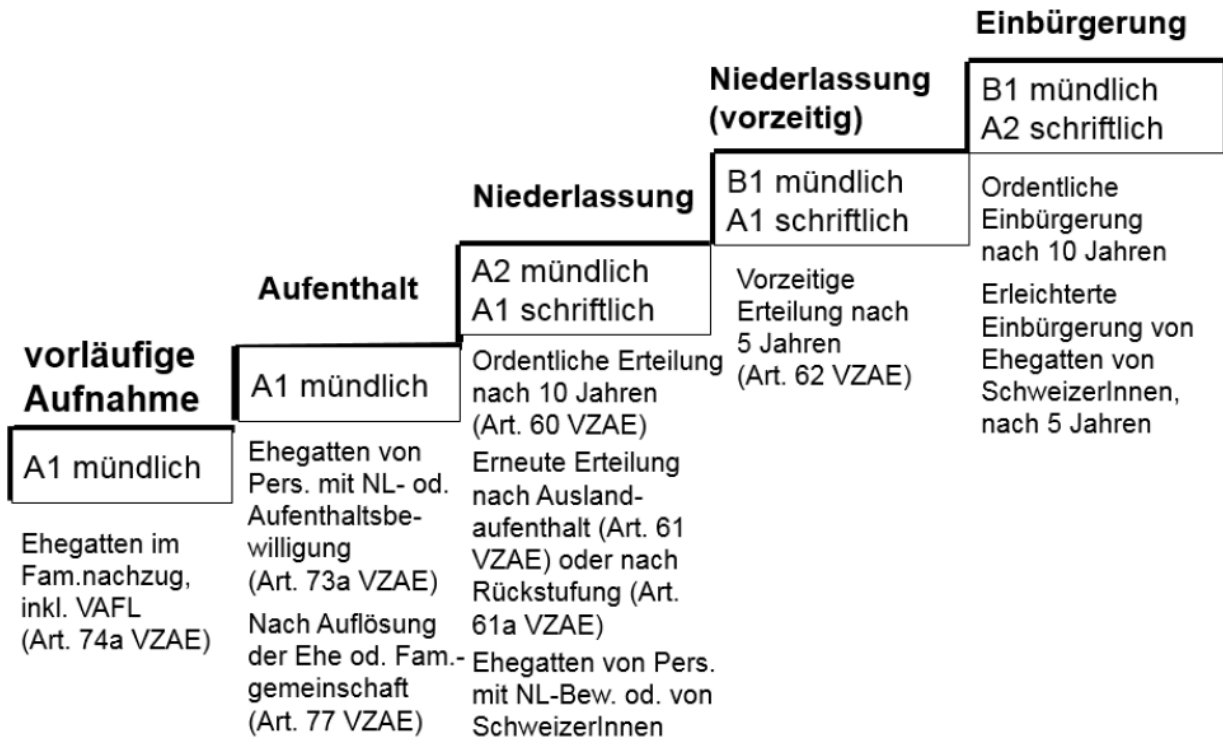 vorläufige
Aufnahme
A1 mündlich
Ehegatten im
Fam.nachzug,
inkl. VAFL
(Art. 74a VZAE)
Aufenthalt
A1 mündlich
Ehegatten von
Pers. mit NL- od.
Aufenthaltsbe-
willigung
(Art. 73a VZAE)
Nach Auflösung
der Ehe od. Fam.-
gemeinschaft
(Art. 77 VZAE)
Niederlassung
A2 mündlich
A1 schriftlich
Ordentliche Erteilung
nach 10 Jahren
(Art. 60 VZAE)
Erneute Erteilung
nach Ausland-
aufenthalt (Art. 61
VZAE) oder nach
Rückstufung (Art.
61a VZAE)
Ehegatten von Pers.
mit NL-Bew. od. von
SchweizerInnen
Niederlassung
(vorzeitig)
B1 mündlich
A1 schriftlich
Vorzeitige
Erteilung nach
5 Jahren
(Art. 62 VZAE)
Einbürgerung
B1 mündlich
A2 schriftlich
Ordentliche
Einbürgerung
nach 10 Jahren
Erleichterte
Einbürgerung von
Ehegatten von
SchweizerInnen,
nach 5 Jahren